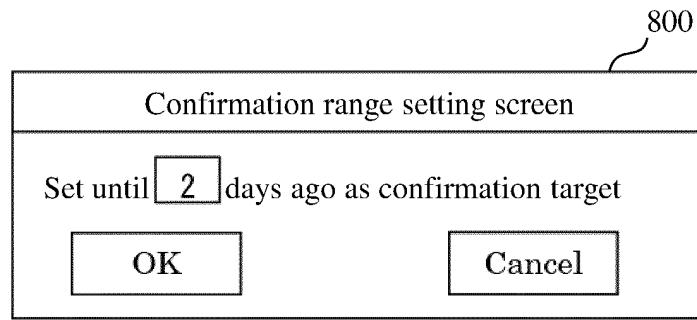 800
Confirmation range setting screen
Set until 2 days ago as confirmation target
OK Cancel